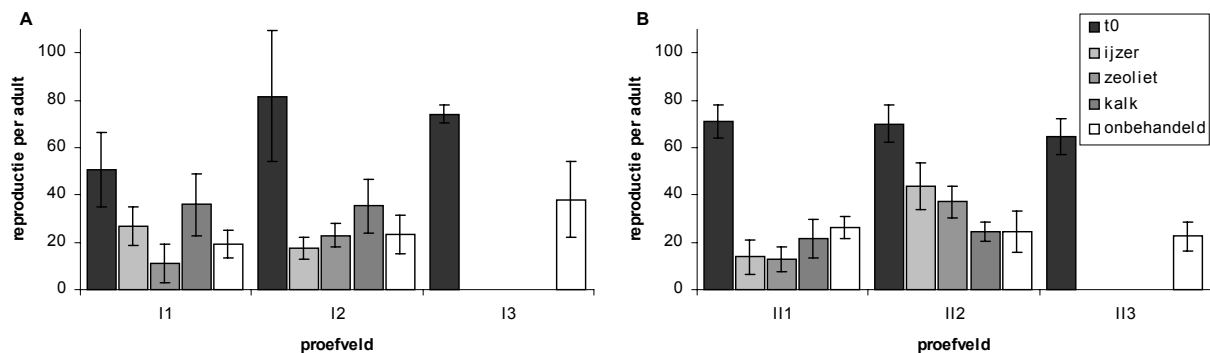 A
reproductie per adult
100
80
60
40
20
0
I1
I2
I3
proefveld
B
reproductie per adult
100
80
60
40
20
0
II1
II2
II3
proefveld
t0
ijzer
zeoliet
kalk
onbehandeld